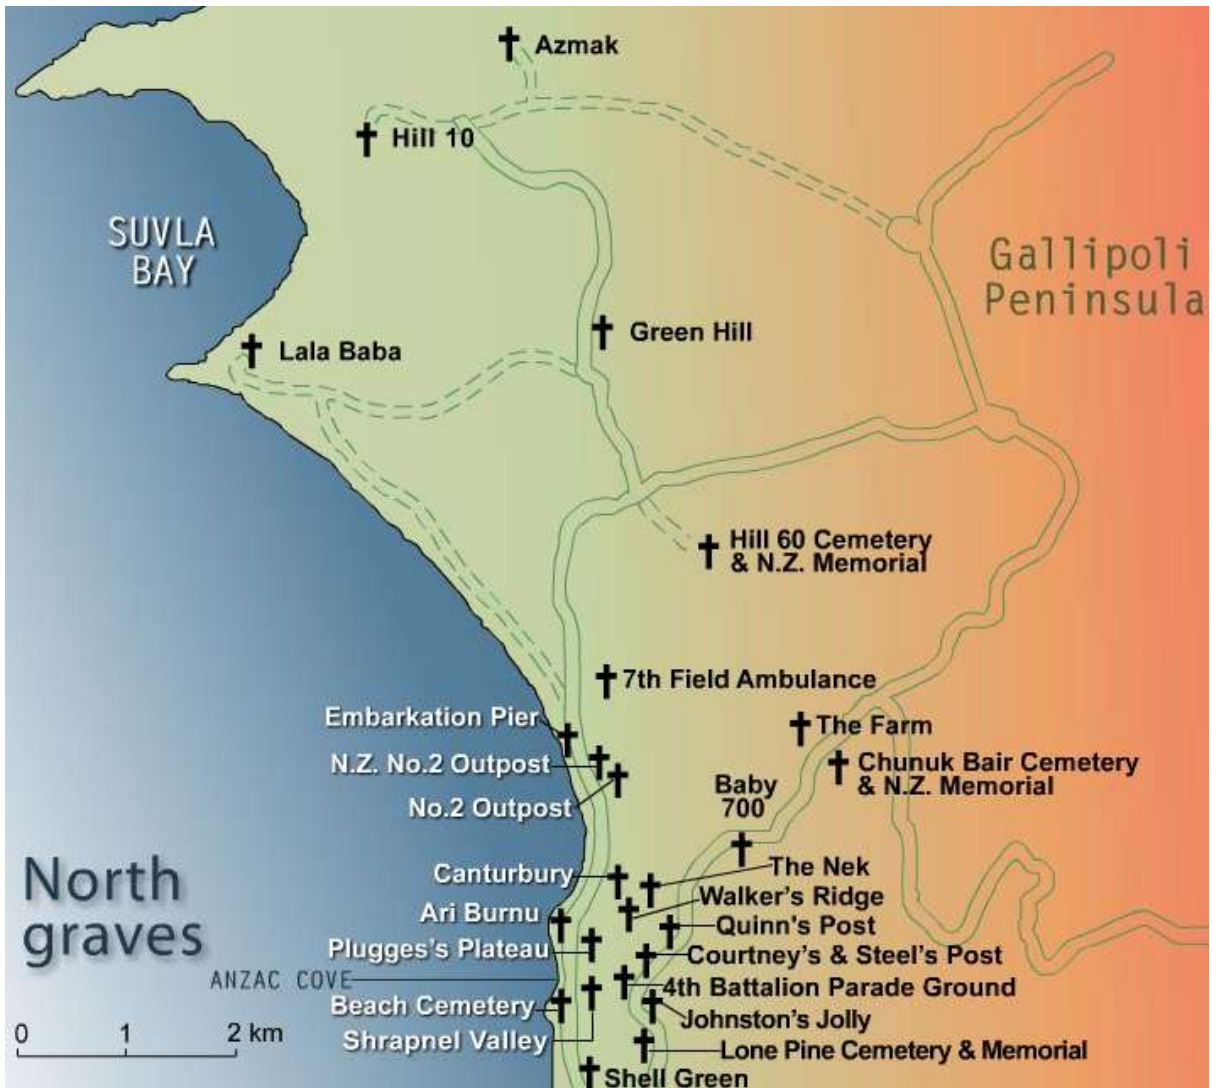 Azmak
Hill 10
SUVLA
BAY
Gallipoli
Peninsula
Green Hill
Lala Baba
Hill 60 Cemetery
& N.Z. Memorial
7th Field Ambulance
Embarkation Pier
The Farm
N.Z. No.2 Outpost
Chunuk Bair Cemetery
& N.Z. Memorial
Baby
700
No.2 Outpost
North
graves
Canturbury
The Nek
Walker's Ridge
Ari Burnu
Quinn's Post
Plugges's Plateau
Courtney's & Steel's Post
ANZAC COVE
4th Battalion Parade Ground
Beach Cemetery
Johnston's Jolly
Shrapnel Valley
Lone Pine Cemetery & Memorial
0 1 2 km
Shell Green